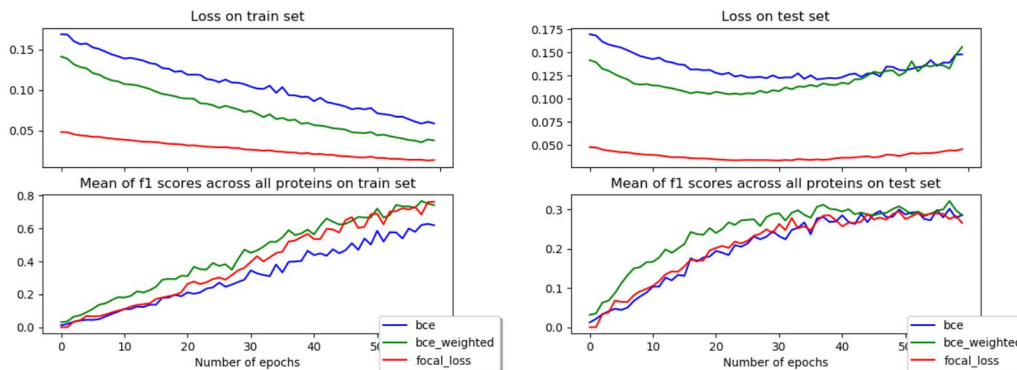 Loss on train set
0.15
0.10
0.05
Loss on test set
0.175
0.150
0.125
0.100
0.075
0.050
Mean of f1 scores across all proteins on train set
0.8
0.6
0.4
0.2
0.0
0
10
20
30
40
Number of epochs
bce
bce_weighted
focal_loss
Mean of f1 scores across all proteins on test set
0.3
0.2
0.1
0.0
0
10
20
30
40
Number of epochs
bce
bce_weighted
focal_loss